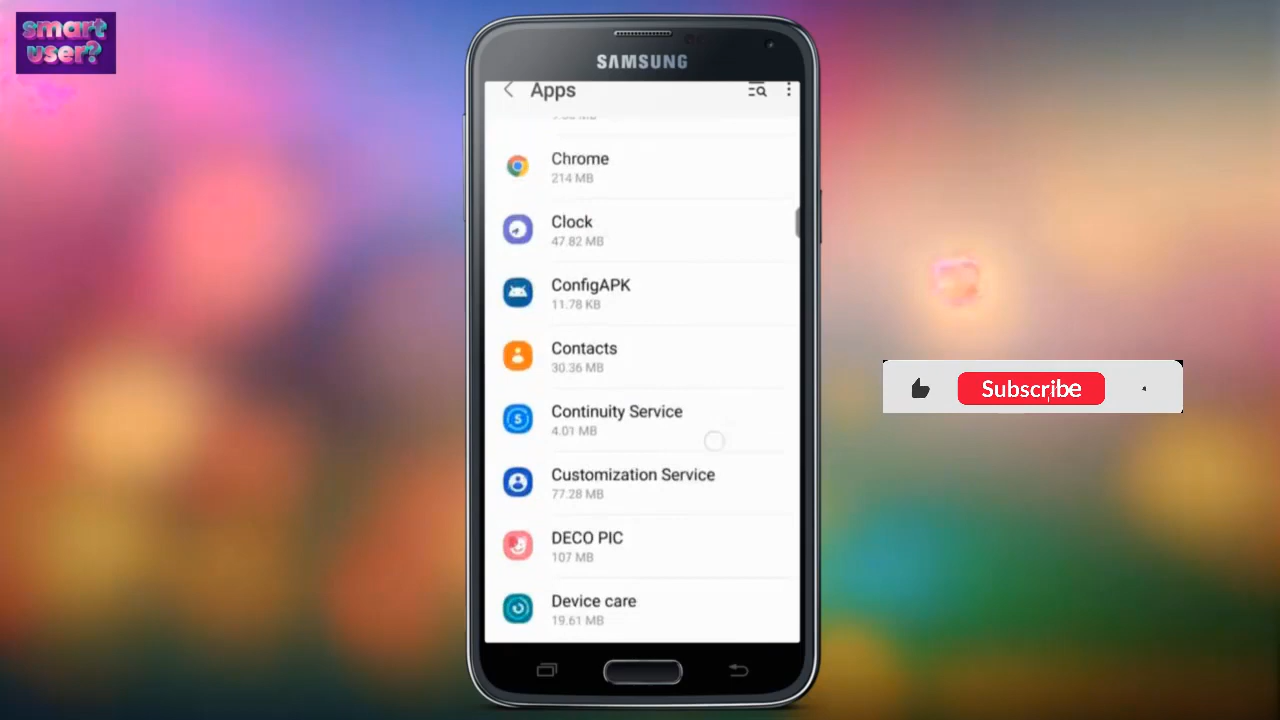 smart
user?
SAMSUNG
Apps
Chrome
214 MB
Clock
47.82 MB
ConfigAPK
11.78 KB
Contacts
30.36 MB
Continuity Service
4.01 MB
Customization Service
77.28 MB
DECO PIC
107 MB
Device care
19.61 MB
Subscribe